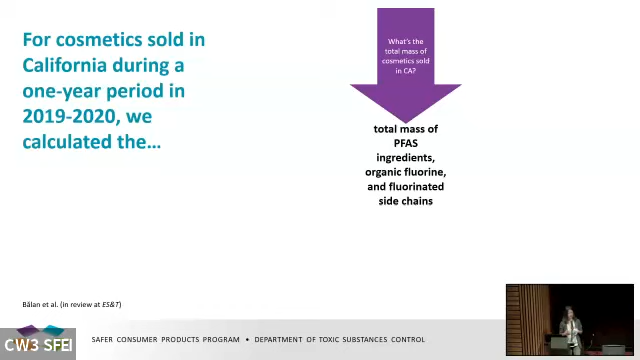 For cosmetics sold in
California during a
one-year period in
2019-2020, we
calculated the…
What's the
total mass of
cosmetics sold
in CA?
total mass of
PFAS
ingredients,
organic fluorine,
and fluorinated
side chains
Bălan et al. (in review at ES&T)
CW3 SFEI
SAFER CONSUMER PRODUCTS PROGRAM • DEPARTMENT OF TOXIC SUBSTANCES CONTROL